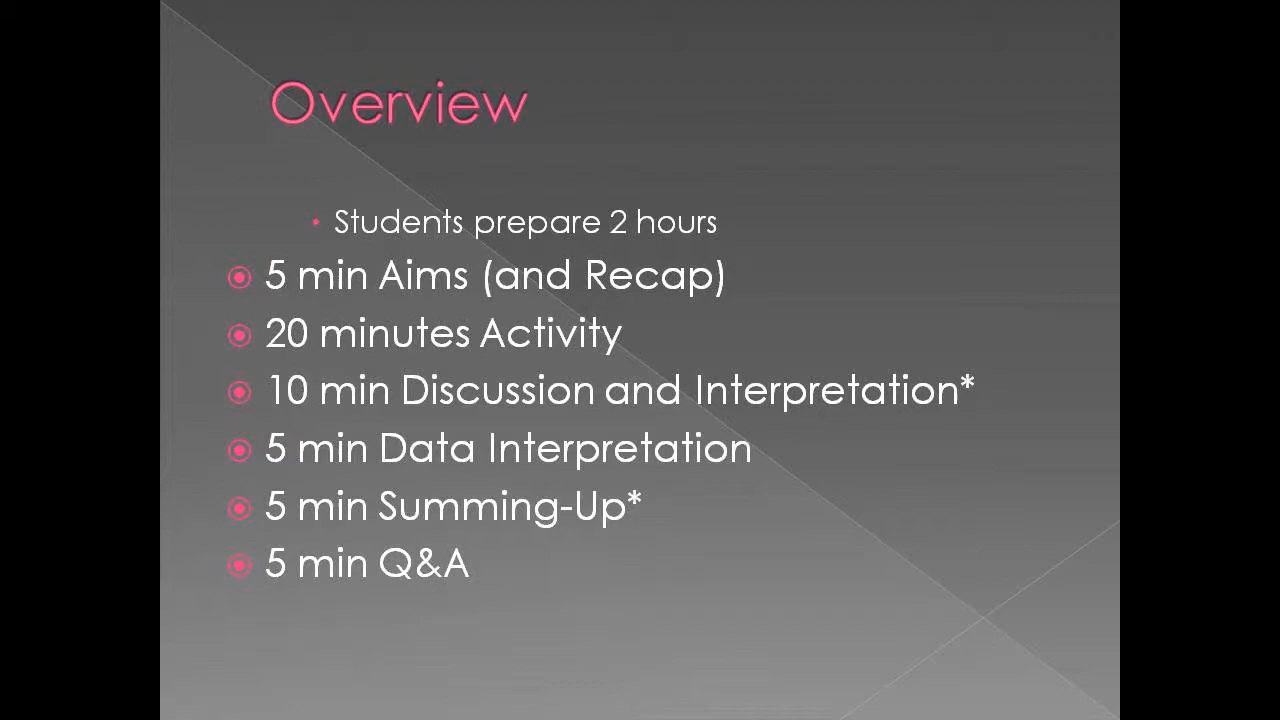 Overview
Students prepare 2 hours
5 min Aims (and Recap)
20 minutes Activity
10 min Discussion and Interpretation*
5 min Data Interpretation
5 min Summing-Up*
5 min Q&A